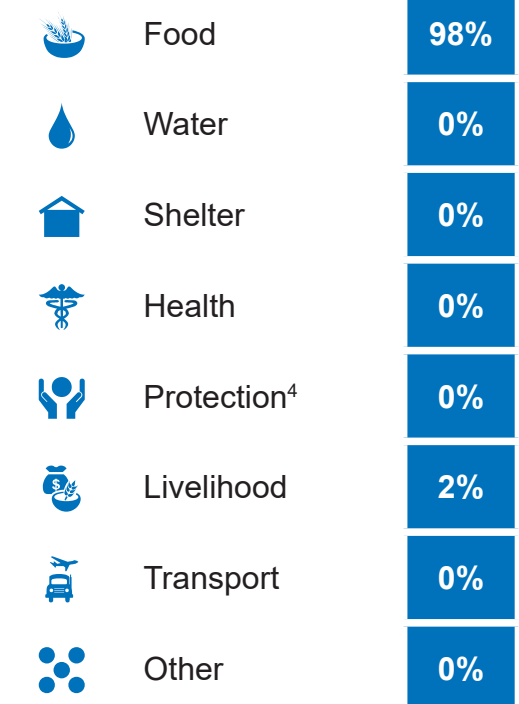 Food 98%
Water 0%
Shelter 0%
Health 0%
Protection⁴ 0%
$ Livelihood 2%
Transport 0%
Other 0%